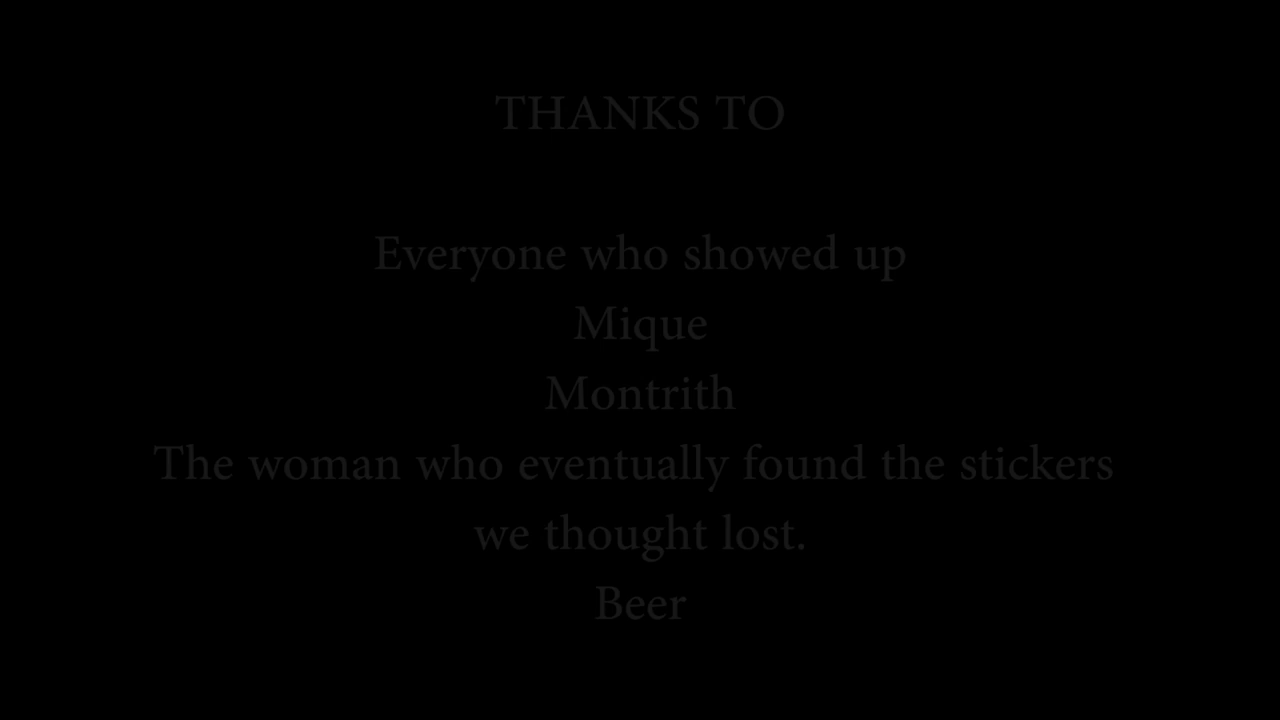 THANKS TO
Everyone who showed up
Mique
Montrith
The woman who eventually found the stickers
we thought lost.
Beer